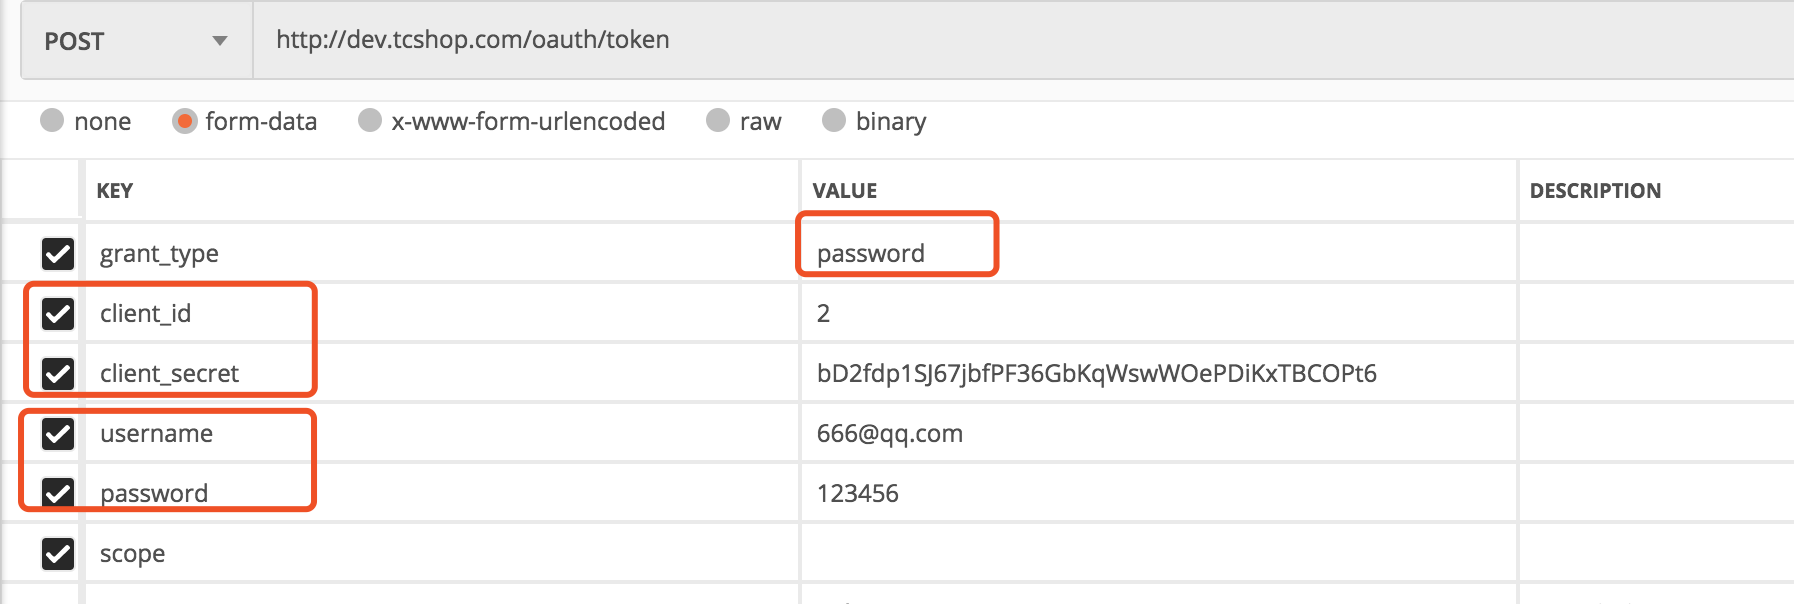 POST http://dev.tcshop.com/oauth/token
none form-data x-www-form-urlencoded raw binary
KEY VALUE DESCRIPTION
grant_type password
client_id 2
client_secret bD2fdp1SJ67jbfPF36GbKqWswWOePDiKxTBCOPt6
username 666@qq.com
password 123456
scope